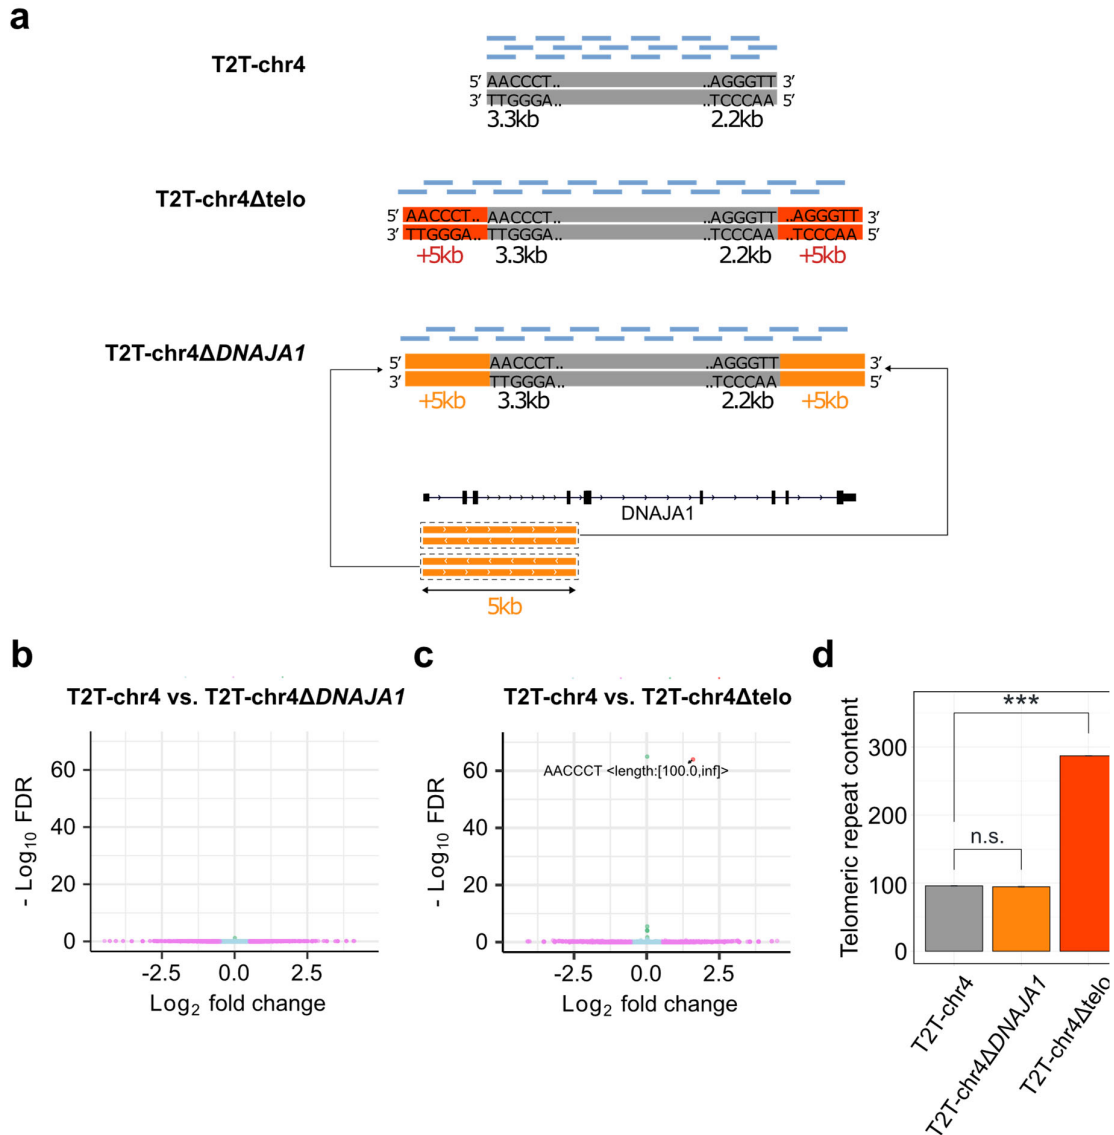 a
T2T-chr4
5′ AACCCT.. ..AGGGTT 3′
3′ TTGGGA.. ..TCCCAA 5′
3.3kb 2.2kb
T2T-chr4Δtelo
5′ AACCCT.. AACCCT.. ..AGGGTT ..AGGGTT 3′
3′ TTGGGA.. TTGGGA.. ..TCCCAA ..TCCCAA 5′
+5kb 3.3kb 2.2kb +5kb
T2T-chr4ΔDNAJA1
5′ AACCCT.. ..AGGGTT 3′
3′ TTGGGA.. ..TCCCAA 5′
+5kb 3.3kb 2.2kb +5kb
DNAJA1
5kb
b
T2T-chr4 vs. T2T-chr4ΔDNAJA1
- Log10 FDR
60
40
20
0
-2.5 0.0 2.5
Log2 fold change
c
T2T-chr4 vs. T2T-chr4Δtelo
- Log10 FDR
60
40
20
0
AACCCT <length:[100.0,inf]>
-2.5 0.0 2.5
Log2 fold change
d
Telomeric repeat content
300
200
100
0
***
n.s.
T2T-chr4
T2T-chr4ΔDNAJA1
T2T-chr4Δtelo